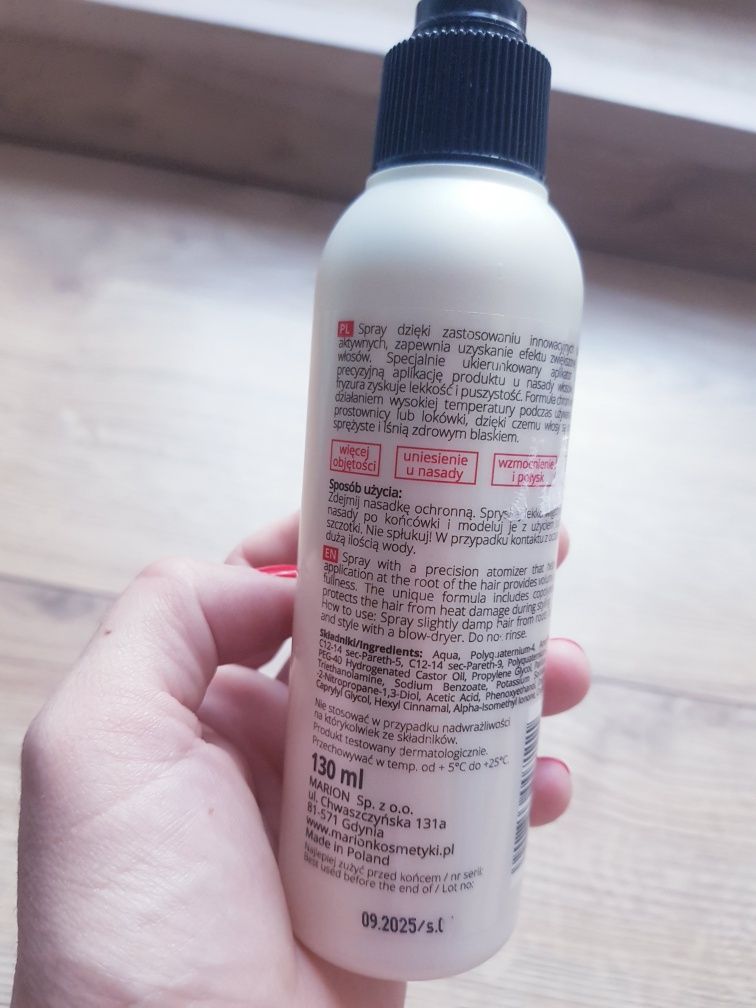 PL Spray dzięki zastosowaniu innowacyjnych
aktywnych, zapewnia uzyskanie efektu
włosów. Specjalnie ukierunkowany
precyzyjną aplikację produktu u nasady
fryzura zyskuje lekkość i puszystość. Formuła
działaniem wysokiej temperatury podczas
prostownicy lub lokówki, dzięki czemu włosy
sprężyste i lśnią zdrowym blaskiem.
więcej
objętości
uniesienie
u nasady
wzmocnienie
i połysk
Sposób użycia:
Zdejmij nasadkę ochronną.
nasady po końcówki i modeluj je z użyciem
szczotki. Nie spłukuj! W przypadku kontaktu z
dużą ilością wody.
EN Spray with a precision atomizer that
application at the root of the hair provides
fullness. The unique formula includes
protects the hair from heat damage during
How to use: Spray slightly damp hair from
and style with a blow-dryer. Do not rinse.
Składniki/Ingredients: Aqua, Polyquaternium-4,
C12-14 sec-Pareth-5, C12-14 sec-Pareth-9,
PEG-40 Hydrogenated Castor Oil, Propylene Glycol,
Triethanolamine, Sodium Benzoate, Potassium
-2-Nitropropane-1,3-Diol, Acetic Acid, Phenoxyethanol,
Caprylyl Glycol, Hexyl Cinnamal, Alpha-Isomethyl Ionone,
Nie stosować w przypadku nadwrażliwości
na którykolwiek ze składników.
Produkt testowany dermatologicznie.
Przechowywać w temp. od + 5°C do +25°C.
130 ml
MARION Sp. z o.o.
ul. Chwaszczyńska 131a
81-571 Gdynia
www.marionkosmetyki.pl
Made in Poland
Najlepiej zużyć przed końcem / nr serii:
Best used before the end of / Lot no:
09.2025/s.